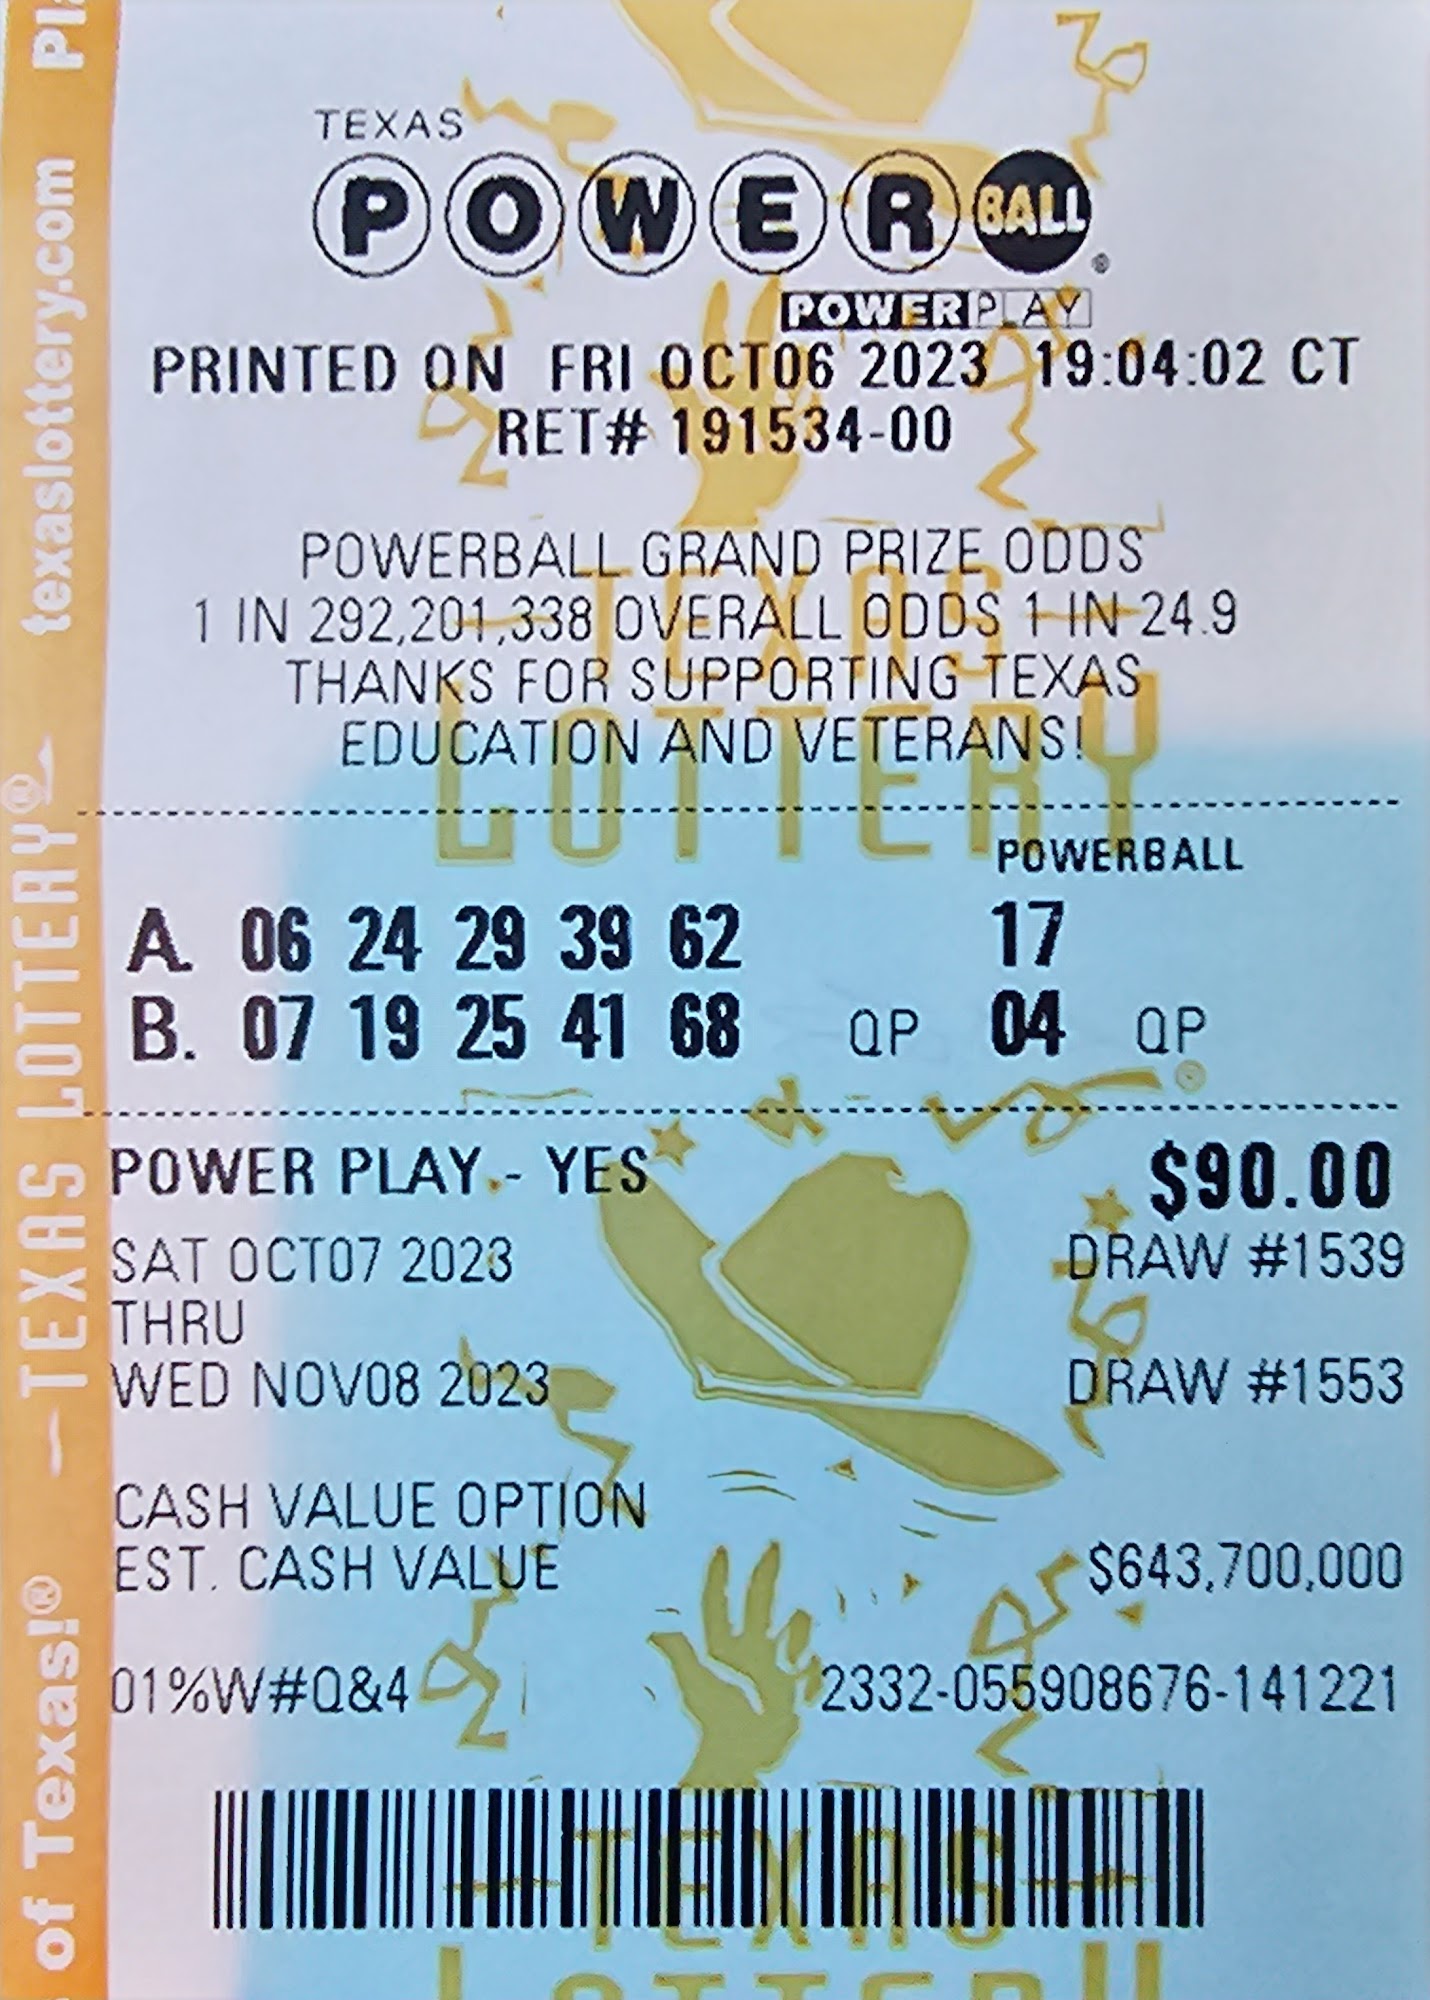 TEXAS
POWERBALL®
POWERPLAY
PRINTED ON FRI OCT06 2023 19:04:02 CT
RET# 191534-00
POWERBALL GRAND PRIZE ODDS
1 IN 292,201,338 OVERALL ODDS 1 IN 24.9
THANKS FOR SUPPORTING TEXAS
EDUCATION AND VETERANS!
TEXAS
LOTTERY
POWERBALL
A. 06 24 29 39 62 17
B. 07 19 25 41 68 QP 04 QP
POWER PLAY - YES $90.00
SAT OCT07 2023 DRAW #1539
THRU
WED NOV08 2023 DRAW #1553
CASH VALUE OPTION
EST. CASH VALUE $643,700,000
01%W#Q&4 2332-055908676-141221
TEXAS
LOTTERY
of Texas!® — TEXAS LOTTERY® texaslottery.com